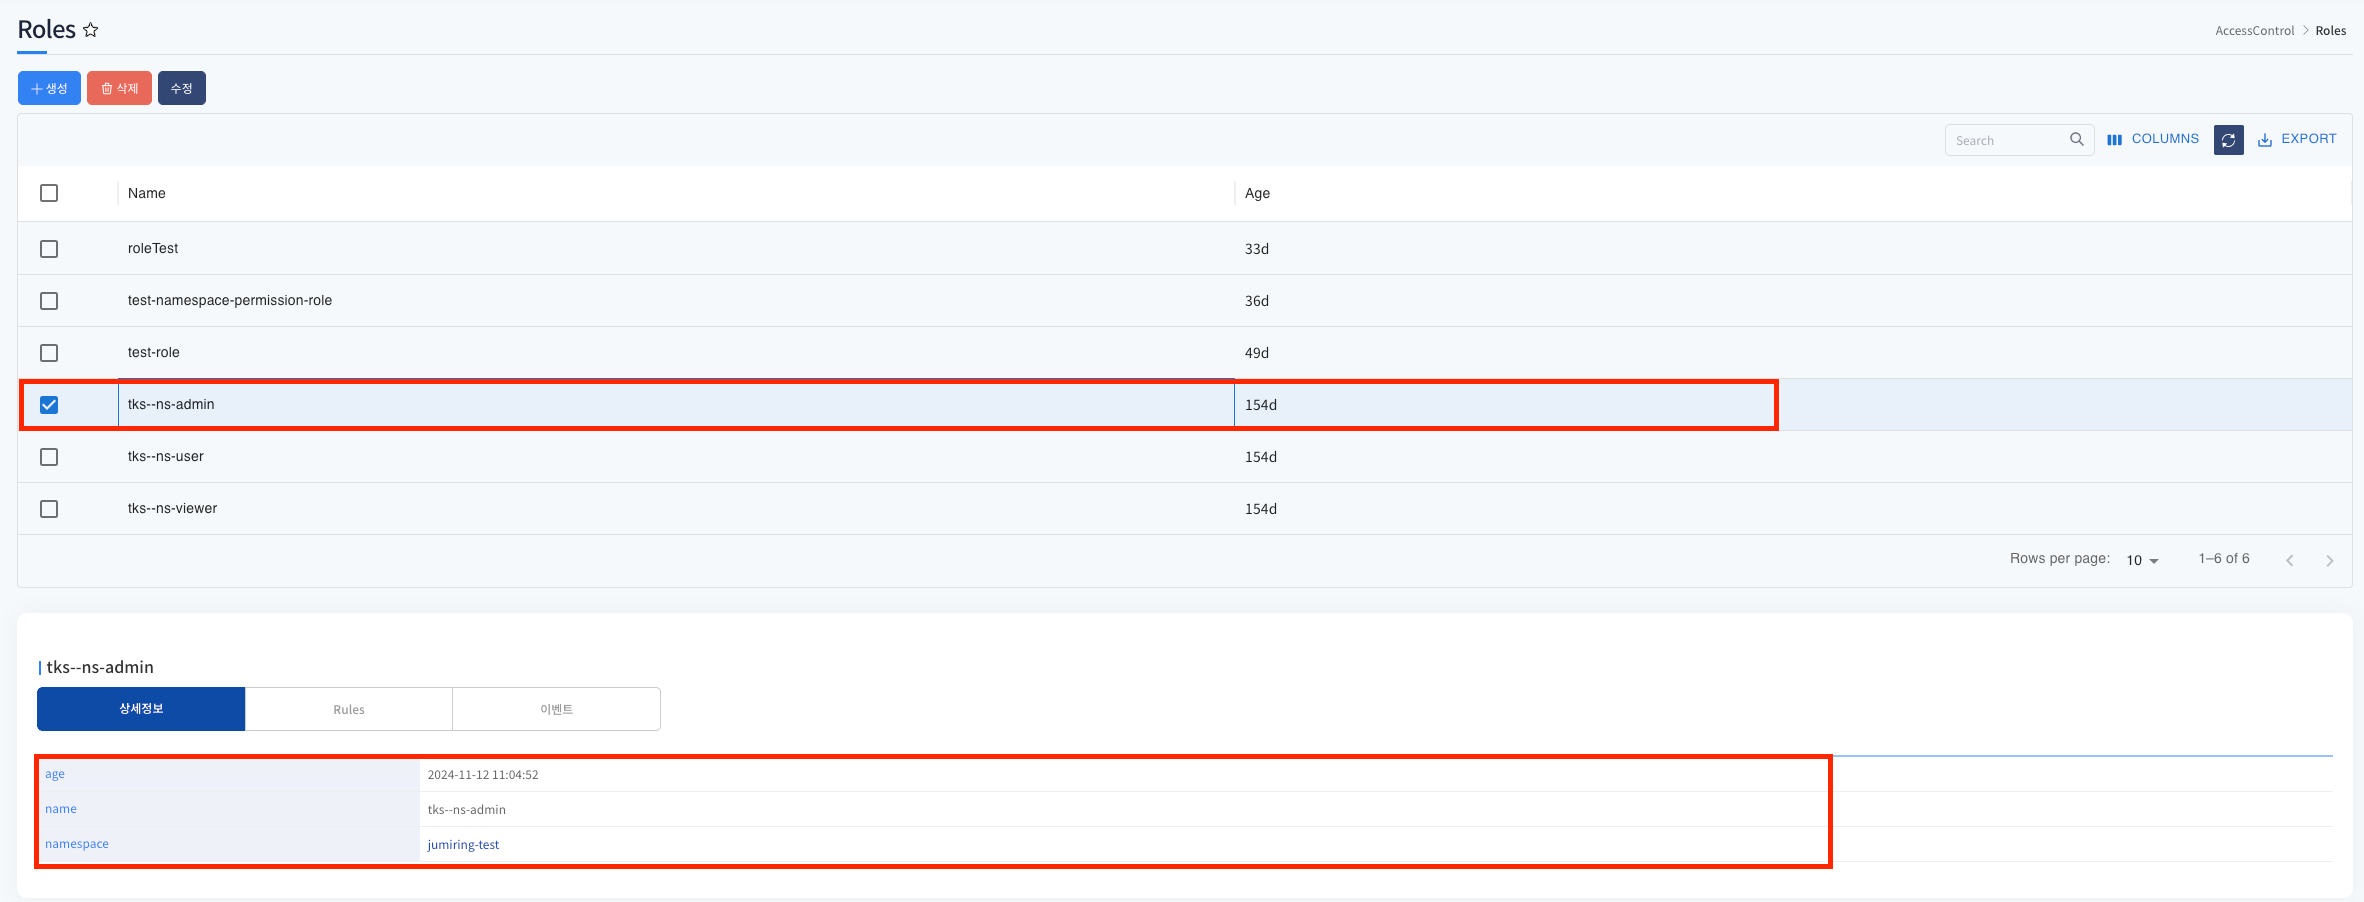 Roles
AccessControl > Roles
+ 생성 삭제 수정
Search COLUMNS EXPORT
Name Age
roleTest 33d
test-namespace-permission-role 36d
test-role 49d
tks--ns-admin 154d
tks--ns-user 154d
tks--ns-viewer 154d
Rows per page: 10 1–6 of 6
tks--ns-admin
상세정보 Rules 이벤트
age 2024-11-12 11:04:52
name tks--ns-admin
namespace jumiring-test